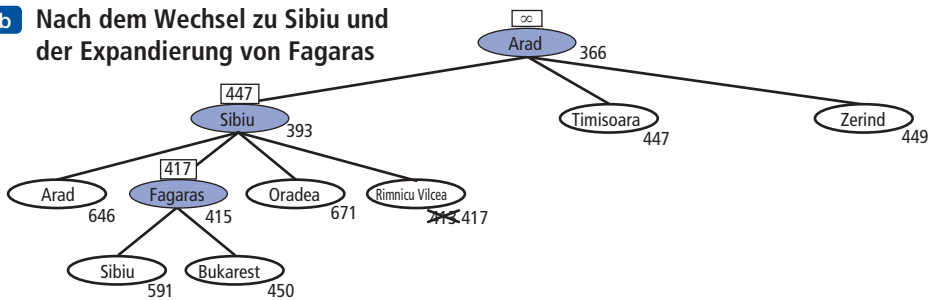 b Nach dem Wechsel zu Sibiu und
der Expandierung von Fagaras
∞
Arad
366
447
Sibiu
393
Timisoara
447
Zerind
449
Arad
646
417
Fagaras
415
Oradea
671
Rimnicu Vilcea
413 417
Sibiu
591
Bukarest
450